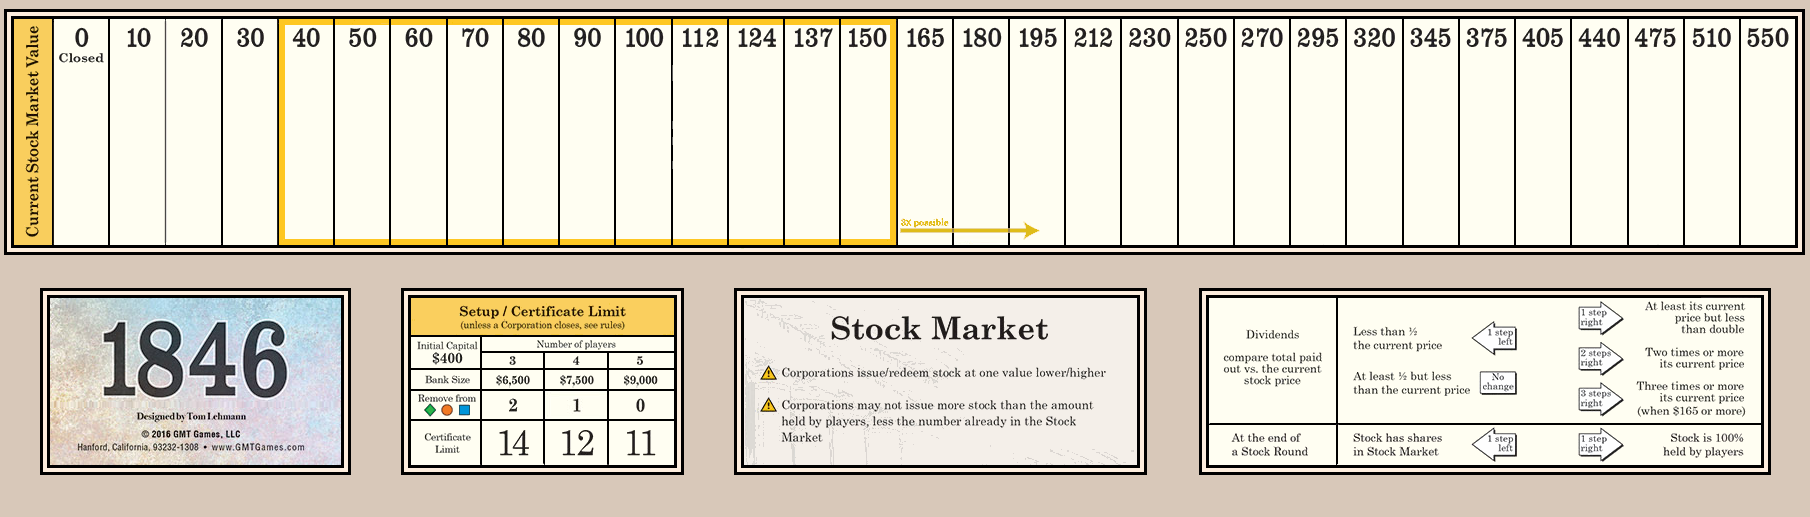 Current Stock Market Value
0 10 20 30 40 50 60 70 80 90 100 112 124 137 150 165 180 195 212 230 250 270 295 320 345 375 405 440 475 510 550
Closed
3X possible
1846
Designed by Tom Lehmann
© 2016 GMT Games, LLC
Hanford, California, 93232-1308 • www.GMTGames.com
Setup / Certificate Limit
(unless a Corporation closes, see rules)
Initial Capital
$400
Number of players
3 4 5
Bank Size $6,500 $7,500 $9,000
Remove from
2 1 0
Certificate
Limit
14 12 11
Stock Market
Corporations issue/redeem stock at one value lower/higher
Corporations may not issue more stock than the amount
held by players, less the number already in the Stock
Market
Dividends
compare total paid
out vs. the current
stock price
Less than ½
the current price
1 step
left
At least ½ but less
than the current price
No
change
1 step
right
At least its current
price but less
than double
2 steps
right
Two times or more
its current price
3 steps
right
Three times or more
its current price
(when $165 or more)
At the end of
a Stock Round
Stock has shares
in Stock Market
1 step
left
1 step
right
Stock is 100%
held by players